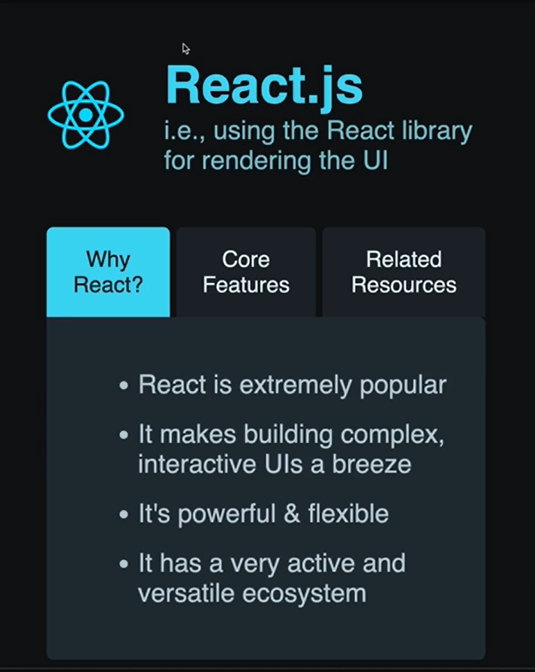 React.js
i.e., using the React library
for rendering the UI
Why
React?
Core
Features
Related
Resources
• React is extremely popular
• It makes building complex,
interactive UIs a breeze
• It's powerful & flexible
• It has a very active and
versatile ecosystem